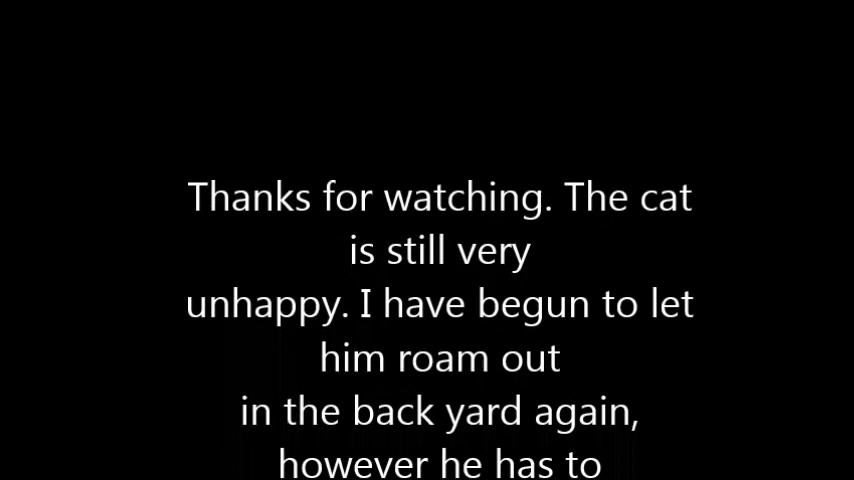 Thanks for watching. The cat
is still very
unhappy. I have begun to let
him roam out
in the back yard again,
however he has to